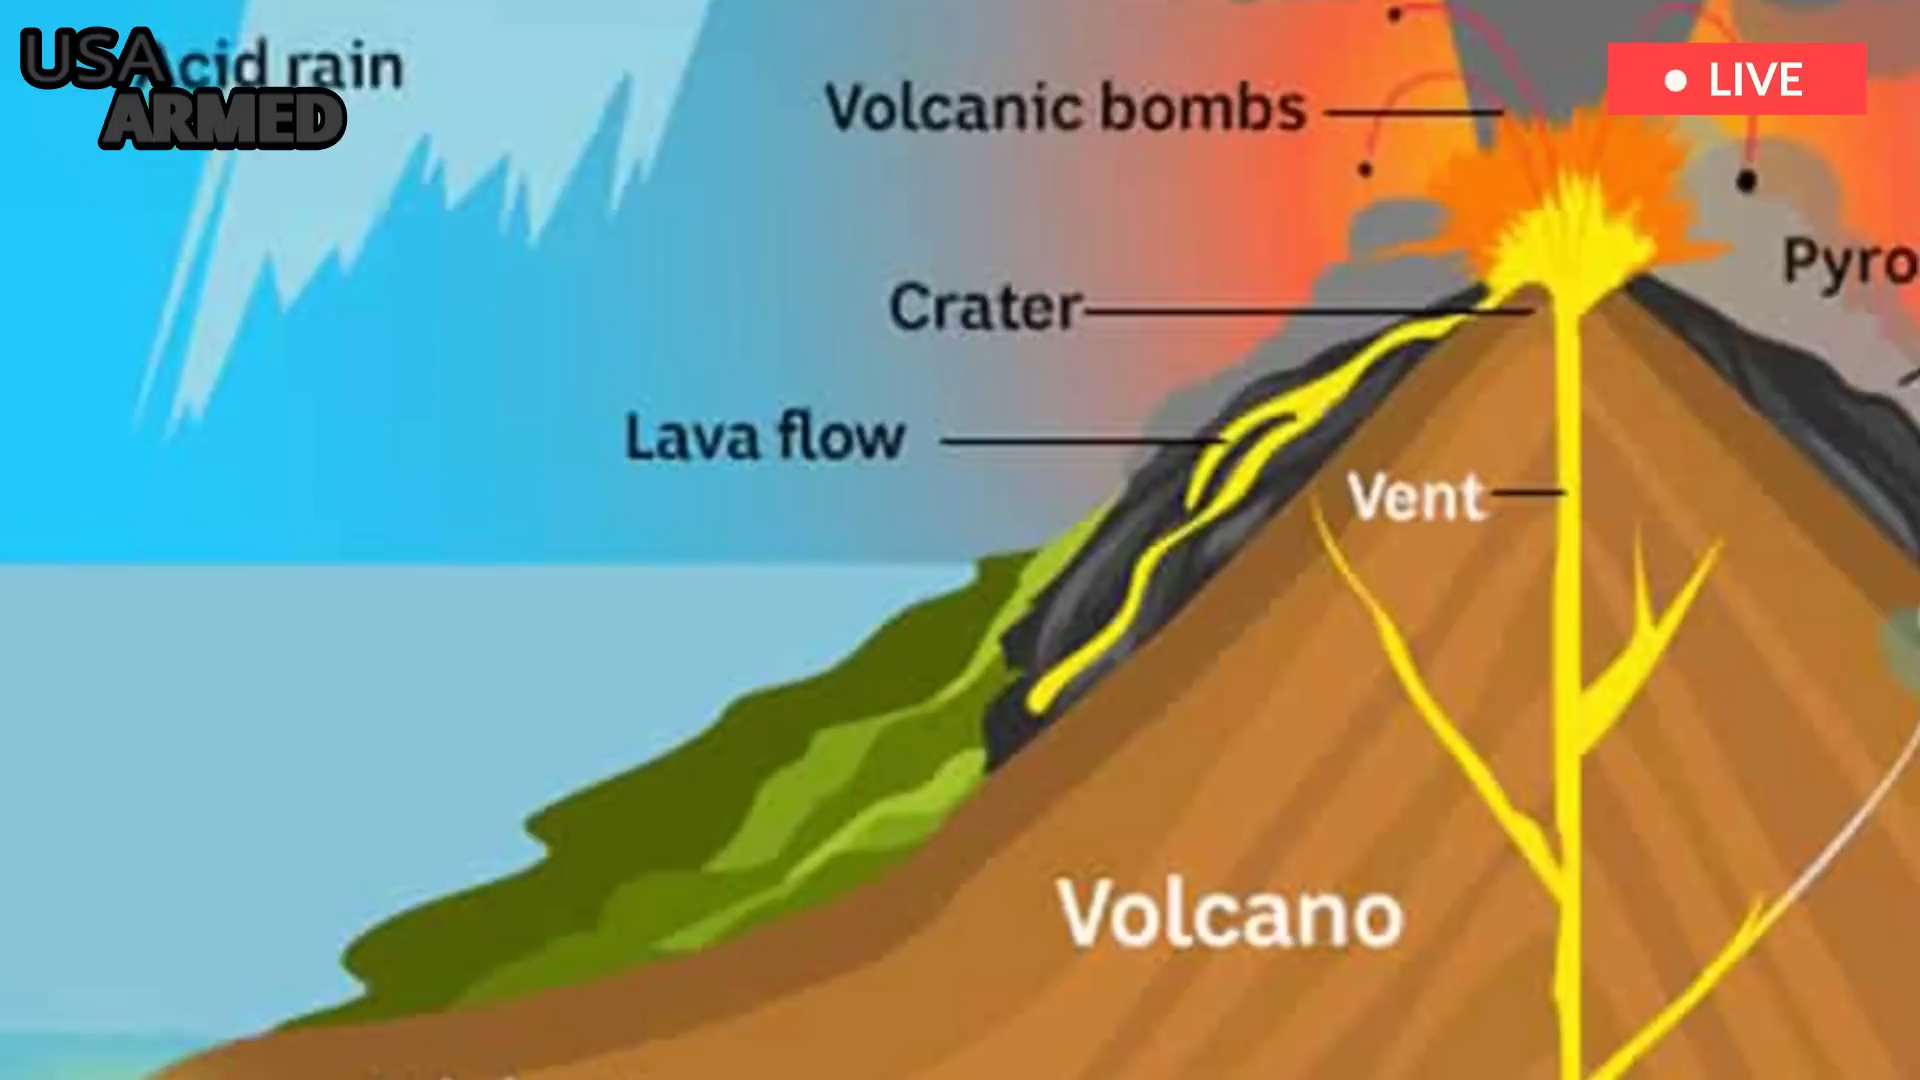 USA
ARMED
Acid rain
Volcanic bombs
LIVE
Pyro
Crater
Lava flow
Vent
Volcano